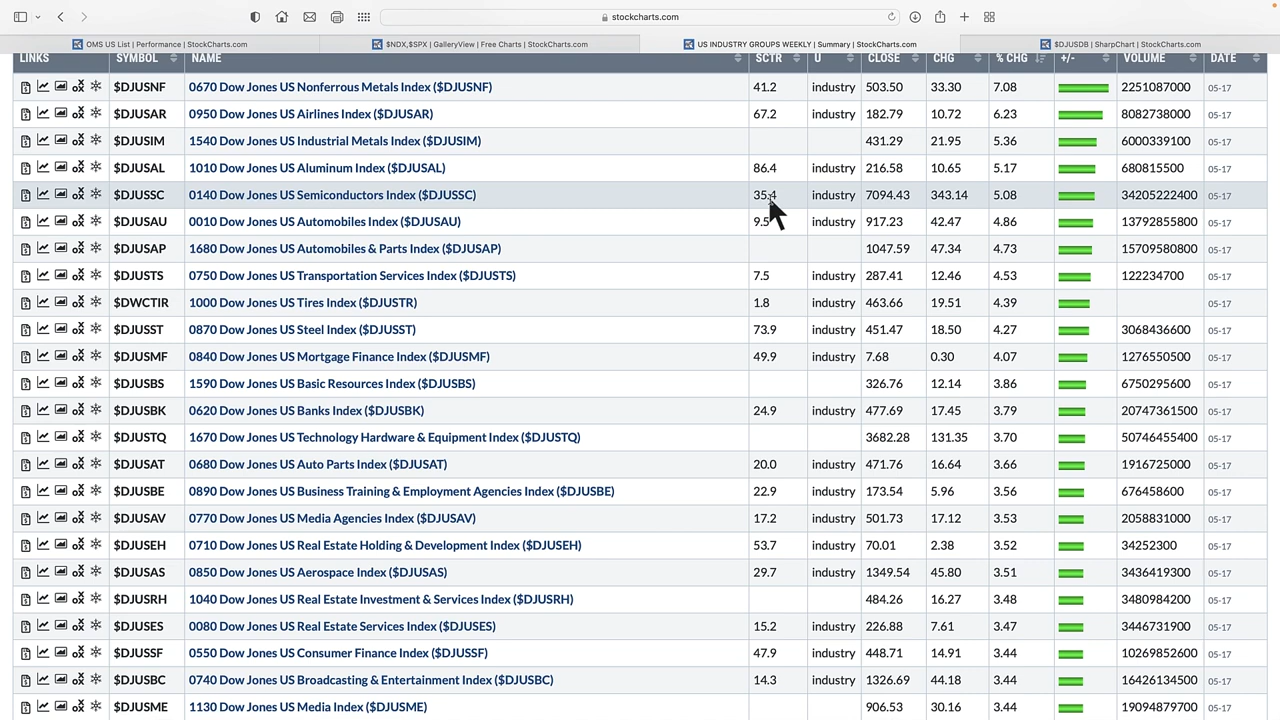 stockcharts.com
OMS US List | Performance | StockCharts.com
$NDX,$SPX | GalleryView | Free Charts | StockCharts.com
US INDUSTRY GROUPS WEEKLY | Summary | StockCharts.com
$DJUSDB | SharpChart | StockCharts.com
LINKS SYMBOL NAME SCTR U CLOSE CHG % CHG +/- VOLUME DATE
$DJUSNF 0670 Dow Jones US Nonferrous Metals Index ($DJUSNF) 41.2 industry 503.50 33.30 7.08 2251087000 05-17
$DJUSAR 0950 Dow Jones US Airlines Index ($DJUSAR) 67.2 industry 182.79 10.72 6.23 8082738000 05-17
$DJUSIM 1540 Dow Jones US Industrial Metals Index ($DJUSIM) 431.29 21.95 5.36 6000339100 05-17
$DJUSAL 1010 Dow Jones US Aluminum Index ($DJUSAL) 86.4 industry 216.58 10.65 5.17 680815500 05-17
$DJUSSC 0140 Dow Jones US Semiconductors Index ($DJUSSC) 35.4 industry 7094.43 343.14 5.08 34205222400 05-17
$DJUSAU 0010 Dow Jones US Automobiles Index ($DJUSAU) 9.5 industry 917.23 42.47 4.86 13792855800 05-17
$DJUSAP 1680 Dow Jones US Automobiles & Parts Index ($DJUSAP) 1047.59 47.34 4.73 15709580800 05-17
$DJUSTS 0750 Dow Jones US Transportation Services Index ($DJUSTS) 7.5 industry 287.41 12.46 4.53 122234700 05-17
$DWCTIR 1000 Dow Jones US Tires Index ($DJUSTR) 1.8 industry 463.66 19.51 4.39 05-17
$DJUSST 0870 Dow Jones US Steel Index ($DJUSST) 73.9 industry 451.47 18.50 4.27 3068436600 05-17
$DJUSMF 0840 Dow Jones US Mortgage Finance Index ($DJUSMF) 49.9 industry 7.68 0.30 4.07 1276550500 05-17
$DJUSBS 1590 Dow Jones US Basic Resources Index ($DJUSBS) 326.76 12.14 3.86 6750295600 05-17
$DJUSBK 0620 Dow Jones US Banks Index ($DJUSBK) 24.9 industry 477.69 17.45 3.79 20747361500 05-17
$DJUSTQ 1670 Dow Jones US Technology Hardware & Equipment Index ($DJUSTQ) 3682.28 131.35 3.70 50746455400 05-17
$DJUSAT 0680 Dow Jones US Auto Parts Index ($DJUSAT) 20.0 industry 471.76 16.64 3.66 1916725000 05-17
$DJUSBE 0890 Dow Jones US Business Training & Employment Agencies Index ($DJUSBE) 22.9 industry 173.54 5.96 3.56 676458600 05-17
$DJUSAV 0770 Dow Jones US Media Agencies Index ($DJUSAV) 17.2 industry 501.73 17.12 3.53 2058831000 05-17
$DJUSEH 0710 Dow Jones US Real Estate Holding & Development Index ($DJUSEH) 53.7 industry 70.01 2.38 3.52 34252300 05-17
$DJUSAS 0850 Dow Jones US Aerospace Index ($DJUSAS) 29.7 industry 1349.54 45.80 3.51 3436419300 05-17
$DJUSRH 1040 Dow Jones US Real Estate Investment & Services Index ($DJUSRH) 484.26 16.27 3.48 3480984200 05-17
$DJUSES 0080 Dow Jones US Real Estate Services Index ($DJUSES) 15.2 industry 226.88 7.61 3.47 3446731900 05-17
$DJUSSF 0550 Dow Jones US Consumer Finance Index ($DJUSSF) 47.9 industry 448.71 14.91 3.44 10269852600 05-17
$DJUSBC 0740 Dow Jones US Broadcasting & Entertainment Index ($DJUSBC) 14.3 industry 1326.69 44.18 3.44 16426134500 05-17
$DJUSME 1130 Dow Jones US Media Index ($DJUSME) 906.53 30.16 3.44 19094879700 05-17